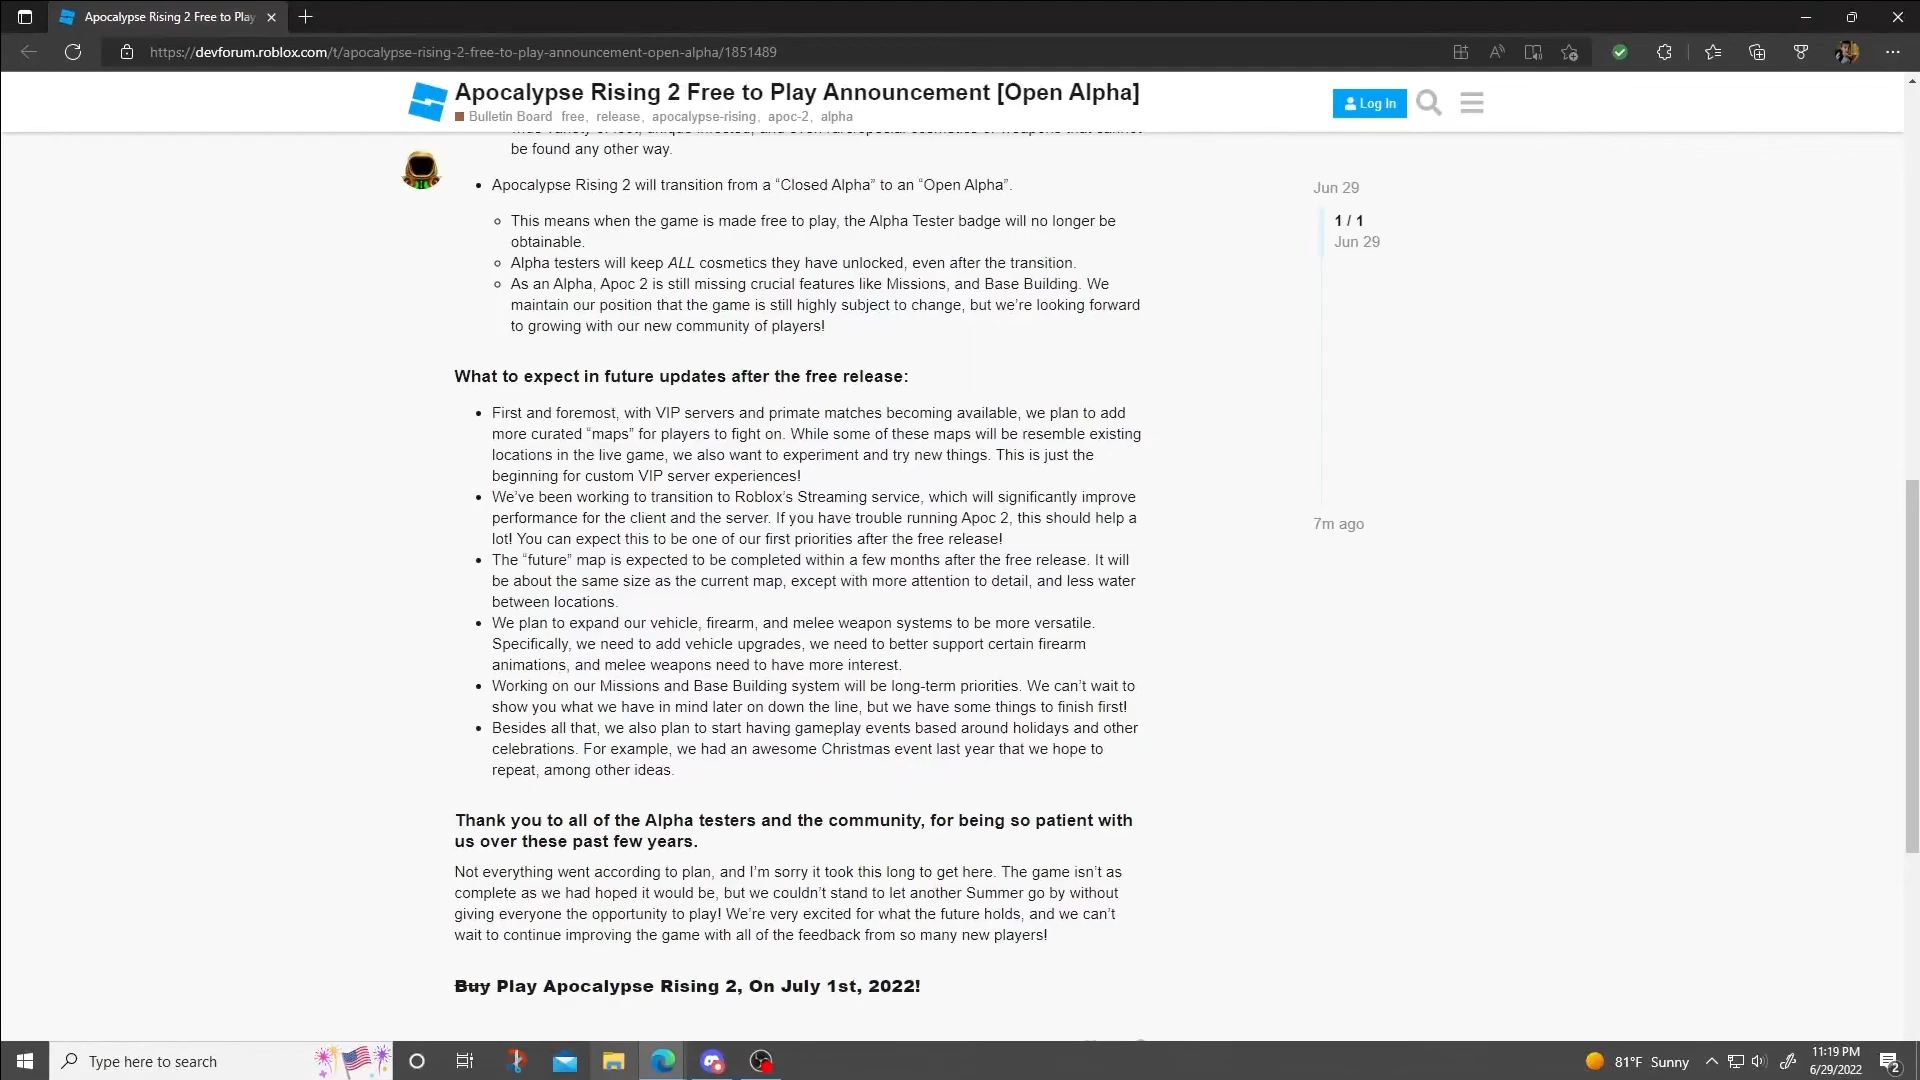 Apocalypse Rising 2 Free to Play
https://devforum.roblox.com/t/apocalypse-rising-2-free-to-play-announcement-open-alpha/1851489
Apocalypse Rising 2 Free to Play Announcement [Open Alpha]
Bulletin Board free, release, apocalypse-rising, apoc-2, alpha
Log In
be found any other way.
Apocalypse Rising 2 will transition from a “Closed Alpha” to an “Open Alpha”.
This means when the game is made free to play, the Alpha Tester badge will no longer be
obtainable.
Alpha testers will keep ALL cosmetics they have unlocked, even after the transition.
As an Alpha, Apoc 2 is still missing crucial features like Missions, and Base Building. We
maintain our position that the game is still highly subject to change, but we’re looking forward
to growing with our new community of players!
Jun 29
1 / 1
Jun 29
7m ago
What to expect in future updates after the free release:
First and foremost, with VIP servers and primate matches becoming available, we plan to add
more curated “maps” for players to fight on. While some of these maps will be resemble existing
locations in the live game, we also want to experiment and try new things. This is just the
beginning for custom VIP server experiences!
We’ve been working to transition to Roblox’s Streaming service, which will significantly improve
performance for the client and the server. If you have trouble running Apoc 2, this should help a
lot! You can expect this to be one of our first priorities after the free release!
The “future” map is expected to be completed within a few months after the free release. It will
be about the same size as the current map, except with more attention to detail, and less water
between locations.
We plan to expand our vehicle, firearm, and melee weapon systems to be more versatile.
Specifically, we need to add vehicle upgrades, we need to better support certain firearm
animations, and melee weapons need to have more interest.
Working on our Missions and Base Building system will be long-term priorities. We can’t wait to
show you what we have in mind later on down the line, but we have some things to finish first!
Besides all that, we also plan to start having gameplay events based around holidays and other
celebrations. For example, we had an awesome Christmas event last year that we hope to
repeat, among other ideas.
Thank you to all of the Alpha testers and the community, for being so patient with
us over these past few years.
Not everything went according to plan, and I’m sorry it took this long to get here. The game isn’t as
complete as we had hoped it would be, but we couldn’t stand to let another Summer go by without
giving everyone the opportunity to play! We’re very excited for what the future holds, and we can’t
wait to continue improving the game with all of the feedback from so many new players!
Buy Play Apocalypse Rising 2, On July 1st, 2022!
Type here to search
81°F Sunny
11:19 PM
6/29/2022
2